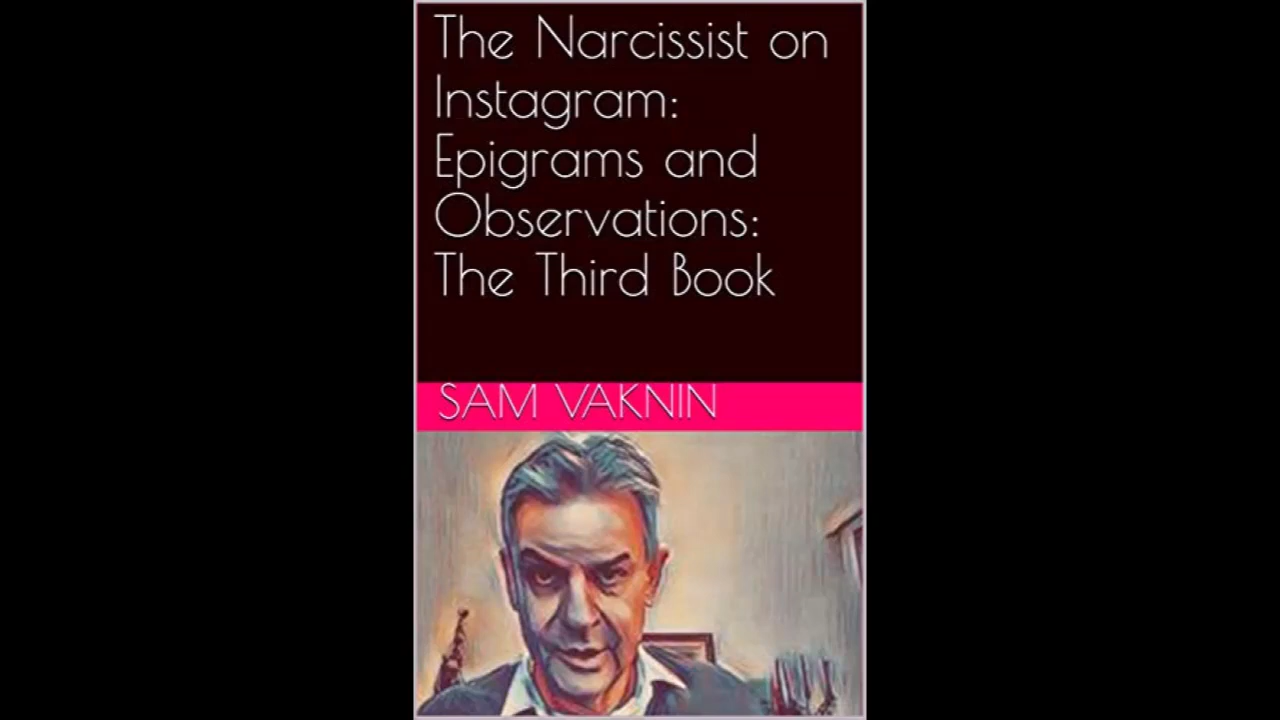 The Narcissist on
Instagram:
Epigrams and
Observations:
The Third Book
SAM VAKNIN